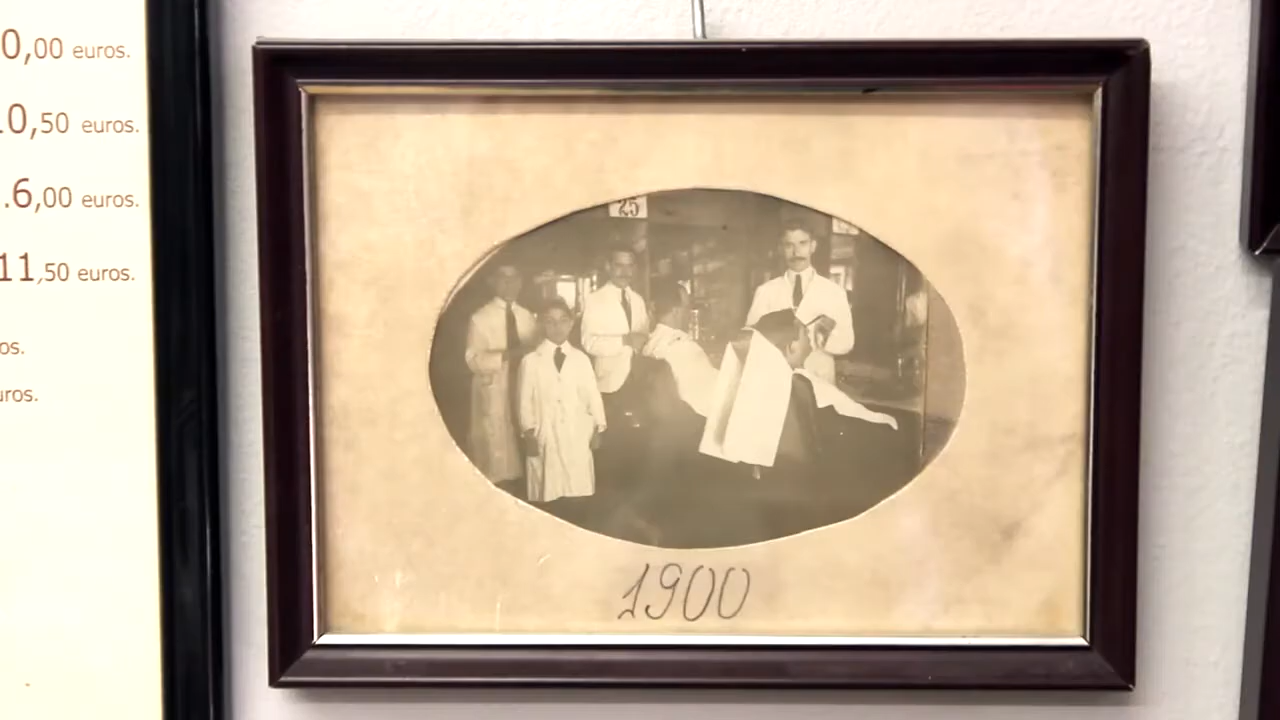 0,00 euros.
0,50 euros.
6,00 euros.
11,50 euros.
25
1900